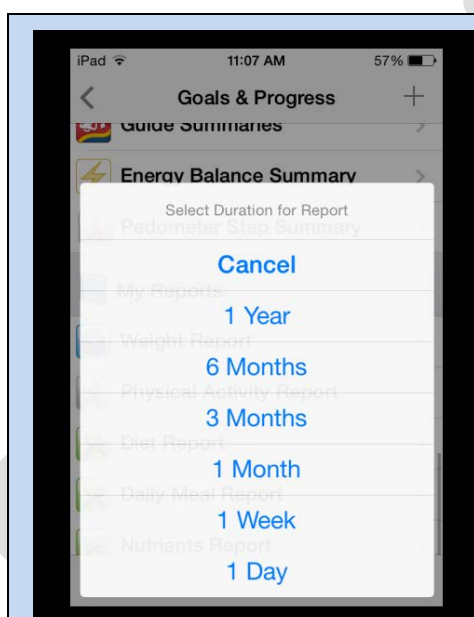 iPad 11:07 AM 57%
Goals & Progress
Guide Summaries
Energy Balance Summary
Select Duration for Report
Pedometer Step Summary
Cancel
My Reports
1 Year
Weight Report
6 Months
Physical Activity Report
3 Months
Diet Report
1 Month
Daily Meal Report
1 Week
Nutrients Report
1 Day